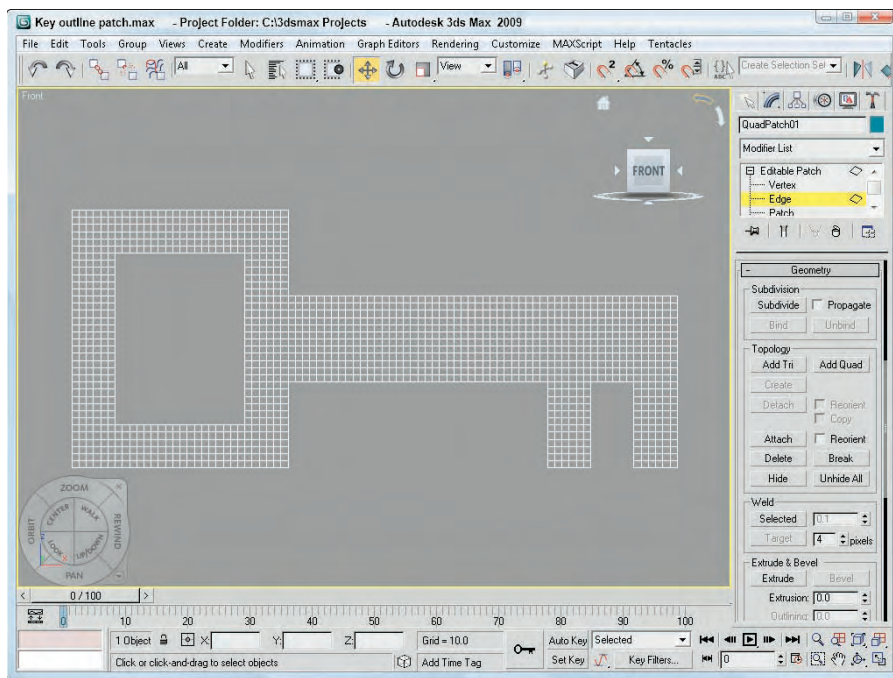 Key outline patch.max - Project Folder: C:\3dsmax Projects - Autodesk 3ds Max 2009
File Edit Tools Group Views Create Modifiers Animation Graph Editors Rendering Customize MAXScript Help Tentacles
All View Create Selection Set
Front
FRONT
QuadPatch01
Modifier List
Editable Patch
Vertex
Edge
Patch
- Geometry
Subdivision
Subdivide Propagate
Bind Unbind
Topology
Add Tri Add Quad
Create
Detach Reorient
Copy
Attach Reorient
Delete Break
Hide Unhide All
Weld
Selected 0.1
Target 4 pixels
Extrude & Bevel
Extrude Bevel
Extrusion: 0.0
Outlining: 0.0
ZOOM
CENTER WALK
ORBIT REWIND
LOOK UP/DOWN
PAN
< 0 / 100 >
0 10 20 30 40 50 60 70 80 90 100
1 Object X: Y: Z: Grid = 10.0 Auto Key Selected
Click or click-and-drag to select objects Add Time Tag Set Key Key Filters... 0